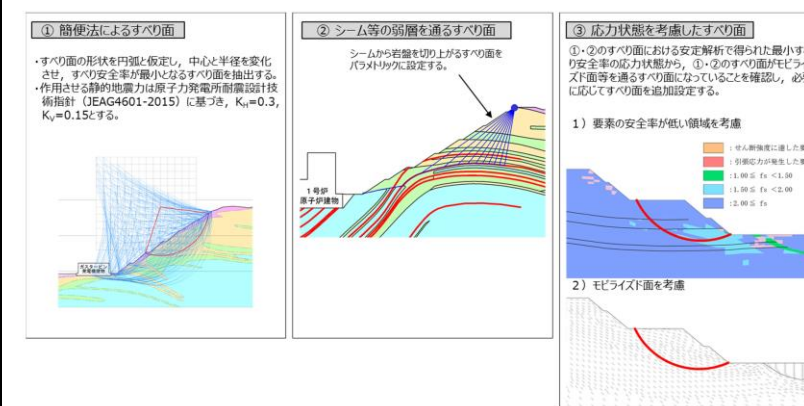 ① 簡便法によるすべり面
・すべり面の形状を円弧と仮定し，中心と半径を変化
させ，すべり安全率が最小となるすべり面を抽出する。
・作用させる静的地震力は原子力発電所耐震設計技
術指針（JEAG4601-2015）に基づき，KH=0.3,
KV=0.15とする。
② シーム等の弱層を通るすべり面
シームから岩盤を切り上がるすべり面を
パラメトリックに設定する。
1号炉
原子炉建物
③ 応力状態を考慮したすべり面
①・②のすべり面における安定解析で得られた最小すべ
り安全率の応力状態から，①・②のすべり面がモビライ
ズド面等を通るすべり面になっていることを確認し，必
に応じてすべり面を追加設定する。
1）要素の安全率が低い領域を考慮
：せん断強度に達した
：引張応力が発生した
：1.00≦ fs ＜1.50
：1.50≦ fs ＜2.00
：2.00≦ fs
2）モビライズド面を考慮